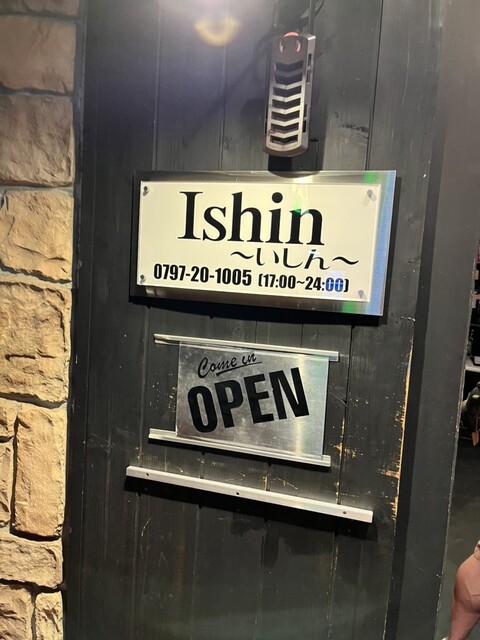 Ishin
～いしん～
0797-20-1005 (17:00~24:00)
Come in
OPEN